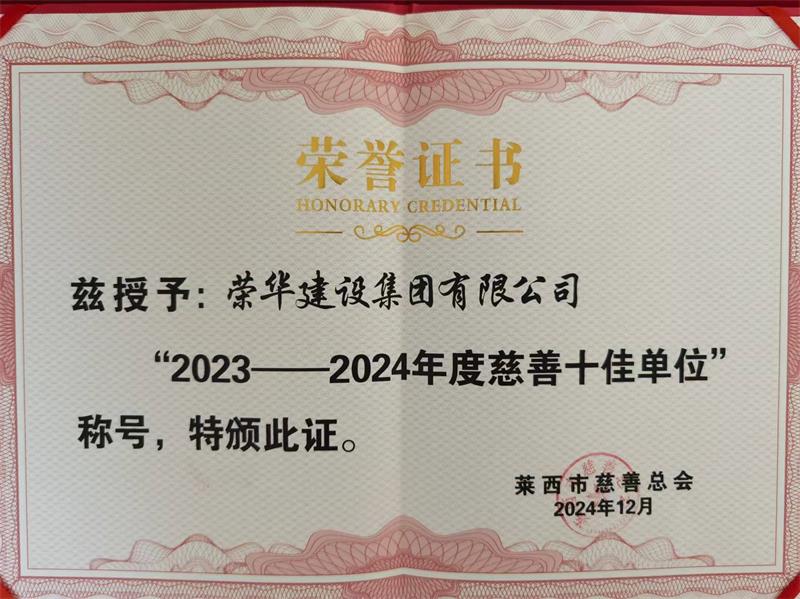 荣誉证书
HONORARY CREDENTIAL
兹授予：荣华建设集团有限公司
“2023——2024年度慈善十佳单位”
称号，特颁此证。
莱西市慈善总会
2024年12月